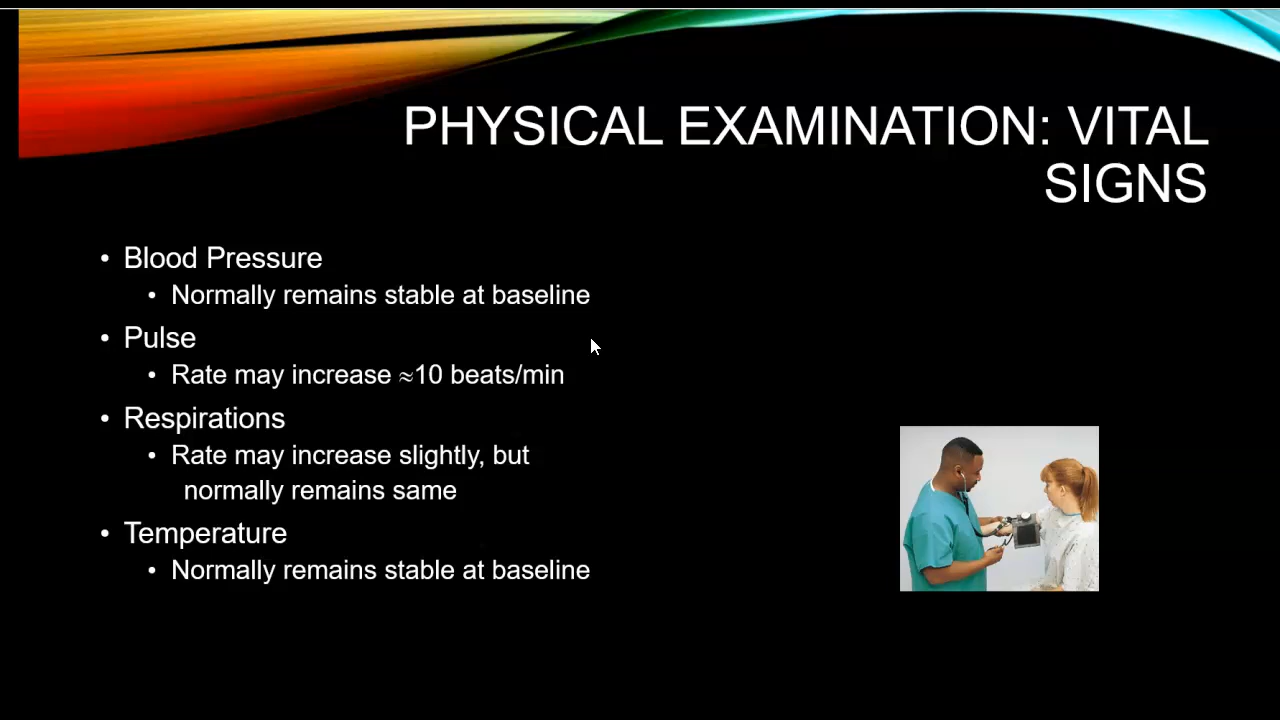 PHYSICAL EXAMINATION: VITAL
SIGNS
• Blood Pressure
• Normally remains stable at baseline
• Pulse
• Rate may increase ≈10 beats/min
• Respirations
• Rate may increase slightly, but
normally remains same
• Temperature
• Normally remains stable at baseline